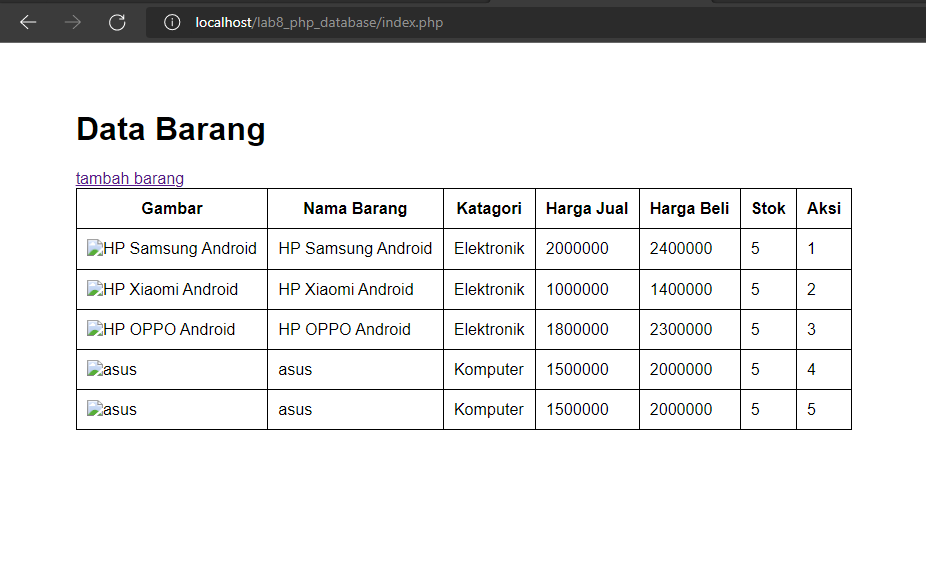 localhost/lab8_php_database/index.php
Data Barang
tambah barang
Gambar Nama Barang Katagori Harga Jual Harga Beli Stok Aksi
HP Samsung Android HP Samsung Android Elektronik 2000000 2400000 5 1
HP Xiaomi Android HP Xiaomi Android Elektronik 1000000 1400000 5 2
HP OPPO Android HP OPPO Android Elektronik 1800000 2300000 5 3
asus asus Komputer 1500000 2000000 5 4
asus asus Komputer 1500000 2000000 5 5